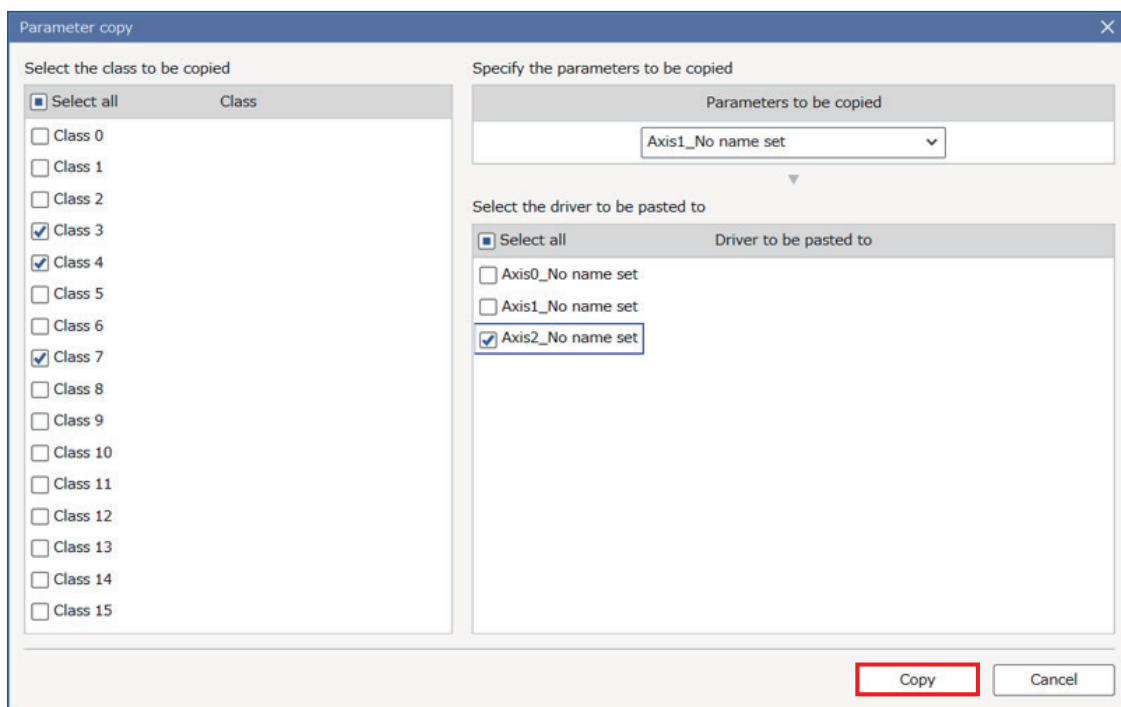 Parameter copy
Select the class to be copied
Select all Class
Class 0
Class 1
Class 2
Class 3
Class 4
Class 5
Class 6
Class 7
Class 8
Class 9
Class 10
Class 11
Class 12
Class 13
Class 14
Class 15
Specify the parameters to be copied
Parameters to be copied
Axis1_No name set
Select the driver to be pasted to
Select all Driver to be pasted to
Axis0_No name set
Axis1_No name set
Axis2_No name set
Copy Cancel